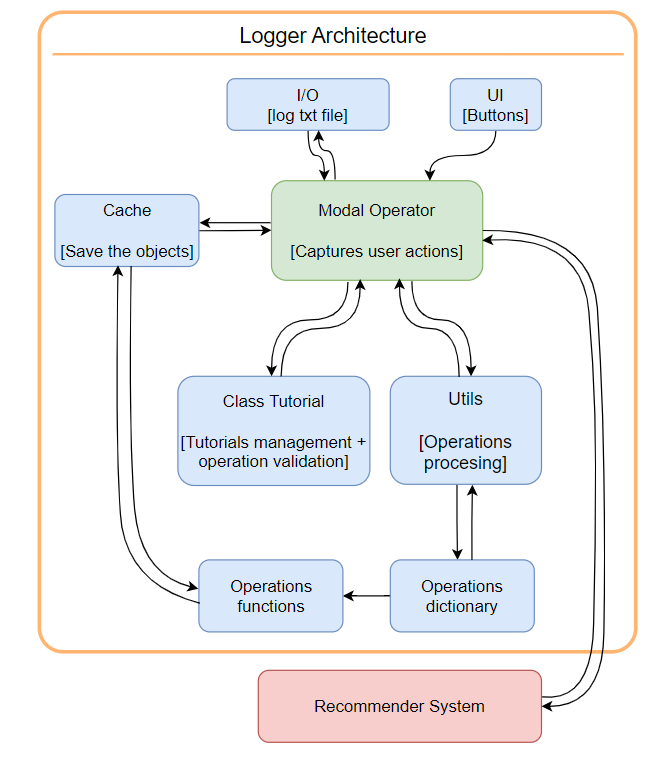 Logger Architecture
I/O
[log txt file]
UI
[Buttons]
Cache
[Save the objects]
Modal Operator
[Captures user actions]
Class Tutorial
[Tutorials management +
operation validation]
Utils
[Operations
procesing]
Operations
functions
Operations
dictionary
Recommender System